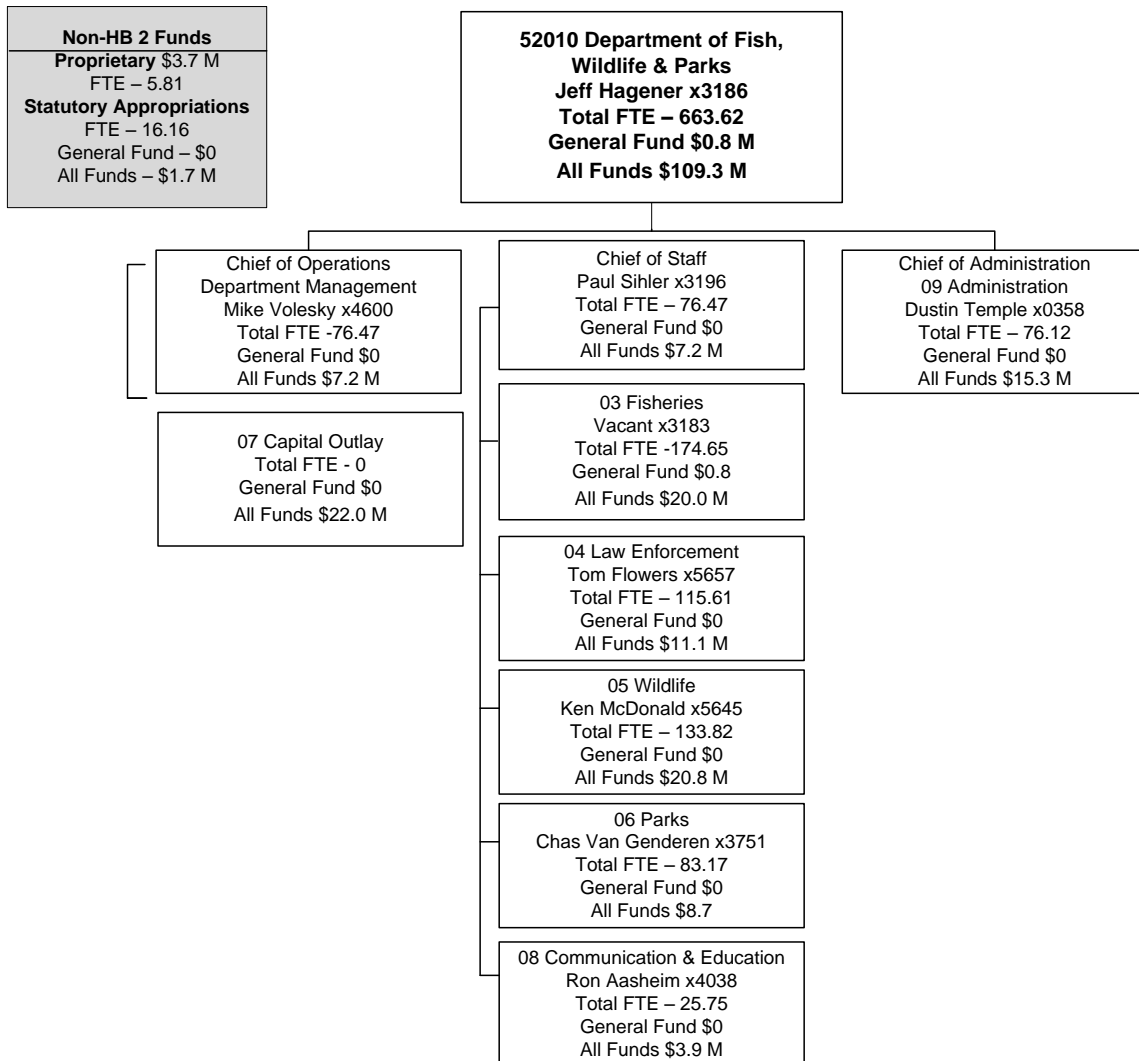 Non-HB 2 Funds
Proprietary $3.7 M
FTE – 5.81
Statutory Appropriations
FTE – 16.16
General Fund – $0
All Funds – $1.7 M
52010 Department of Fish,
Wildlife & Parks
Jeff Hagener x3186
Total FTE – 663.62
General Fund $0.8 M
All Funds $109.3 M
Chief of Operations
Department Management
Mike Volesky x4600
Total FTE -76.47
General Fund $0
All Funds $7.2 M
Chief of Staff
Paul Sihler x3196
Total FTE – 76.47
General Fund $0
All Funds $7.2 M
Chief of Administration
09 Administration
Dustin Temple x0358
Total FTE – 76.12
General Fund $0
All Funds $15.3 M
07 Capital Outlay
Total FTE - 0
General Fund $0
All Funds $22.0 M
03 Fisheries
Vacant x3183
Total FTE -174.65
General Fund $0.8
All Funds $20.0 M
04 Law Enforcement
Tom Flowers x5657
Total FTE – 115.61
General Fund $0
All Funds $11.1 M
05 Wildlife
Ken McDonald x5645
Total FTE – 133.82
General Fund $0
All Funds $20.8 M
06 Parks
Chas Van Genderen x3751
Total FTE – 83.17
General Fund $0
All Funds $8.7
08 Communication & Education
Ron Aasheim x4038
Total FTE – 25.75
General Fund $0
All Funds $3.9 M